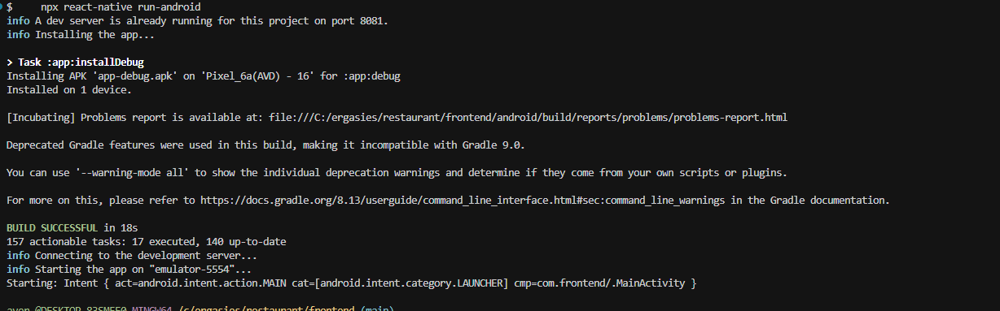 $ npx react-native run-android
info A dev server is already running for this project on port 8081.
info Installing the app...
> Task :app:installDebug
Installing APK 'app-debug.apk' on 'Pixel_6a(AVD) - 16' for :app:debug
Installed on 1 device.
[Incubating] Problems report is available at: file:///C:/ergasies/restaurant/frontend/android/build/reports/problems/problems-report.html
Deprecated Gradle features were used in this build, making it incompatible with Gradle 9.0.
You can use '--warning-mode all' to show the individual deprecation warnings and determine if they come from your own scripts or plugins.
For more on this, please refer to https://docs.gradle.org/8.13/userguide/command_line_interface.html#sec:command_line_warnings in the Gradle documentation.
BUILD SUCCESSFUL in 18s
157 actionable tasks: 17 executed, 140 up-to-date
info Connecting to the development server...
info Starting the app on "emulator-5554"...
Starting: Intent { act=android.intent.action.MAIN cat=[android.intent.category.LAUNCHER] cmp=com.frontend/.MainActivity }
MINGW64 /c/ergasies/restaurant/frontend (main)